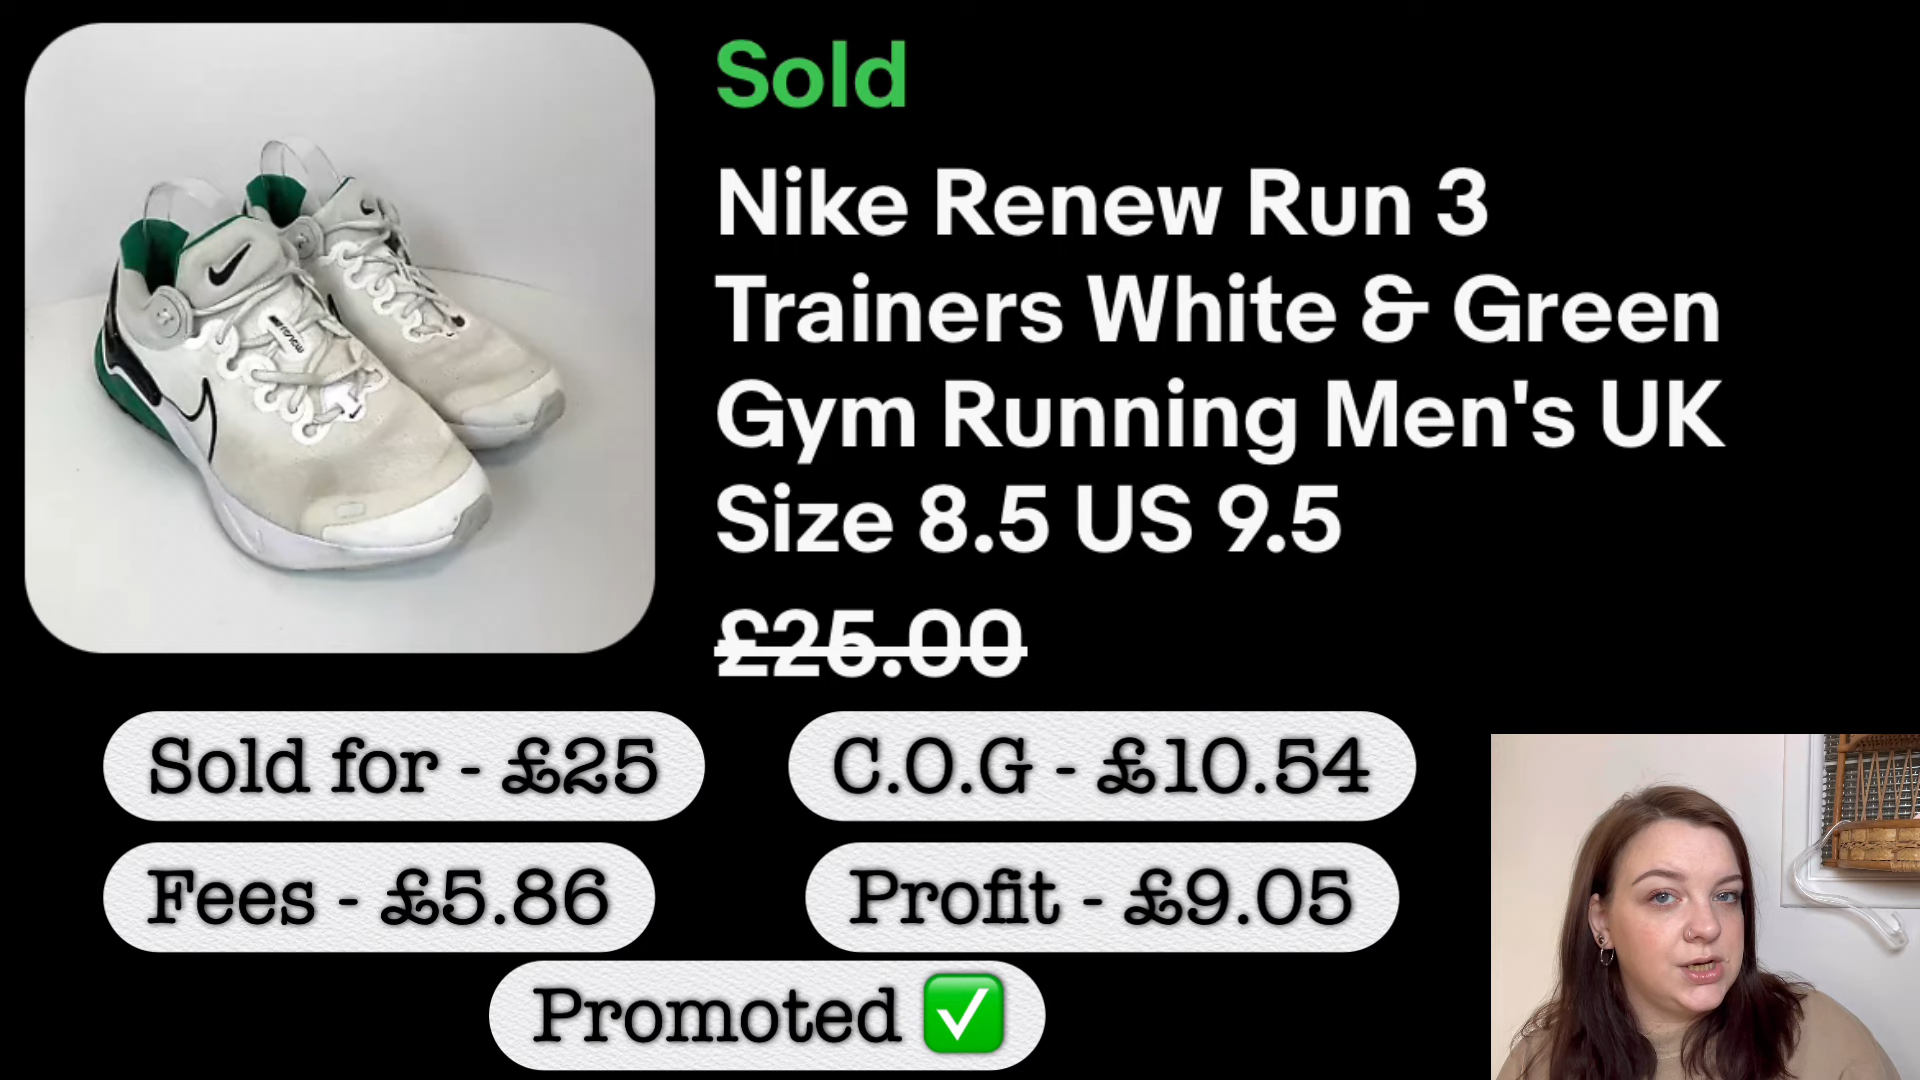 Sold
Nike Renew Run 3
Trainers White & Green
Gym Running Men's UK
Size 8.5 US 9.5
£25.00
Sold for - £25
C.O.G - £10.54
Fees - £5.86
Profit - £9.05
Promoted ✅